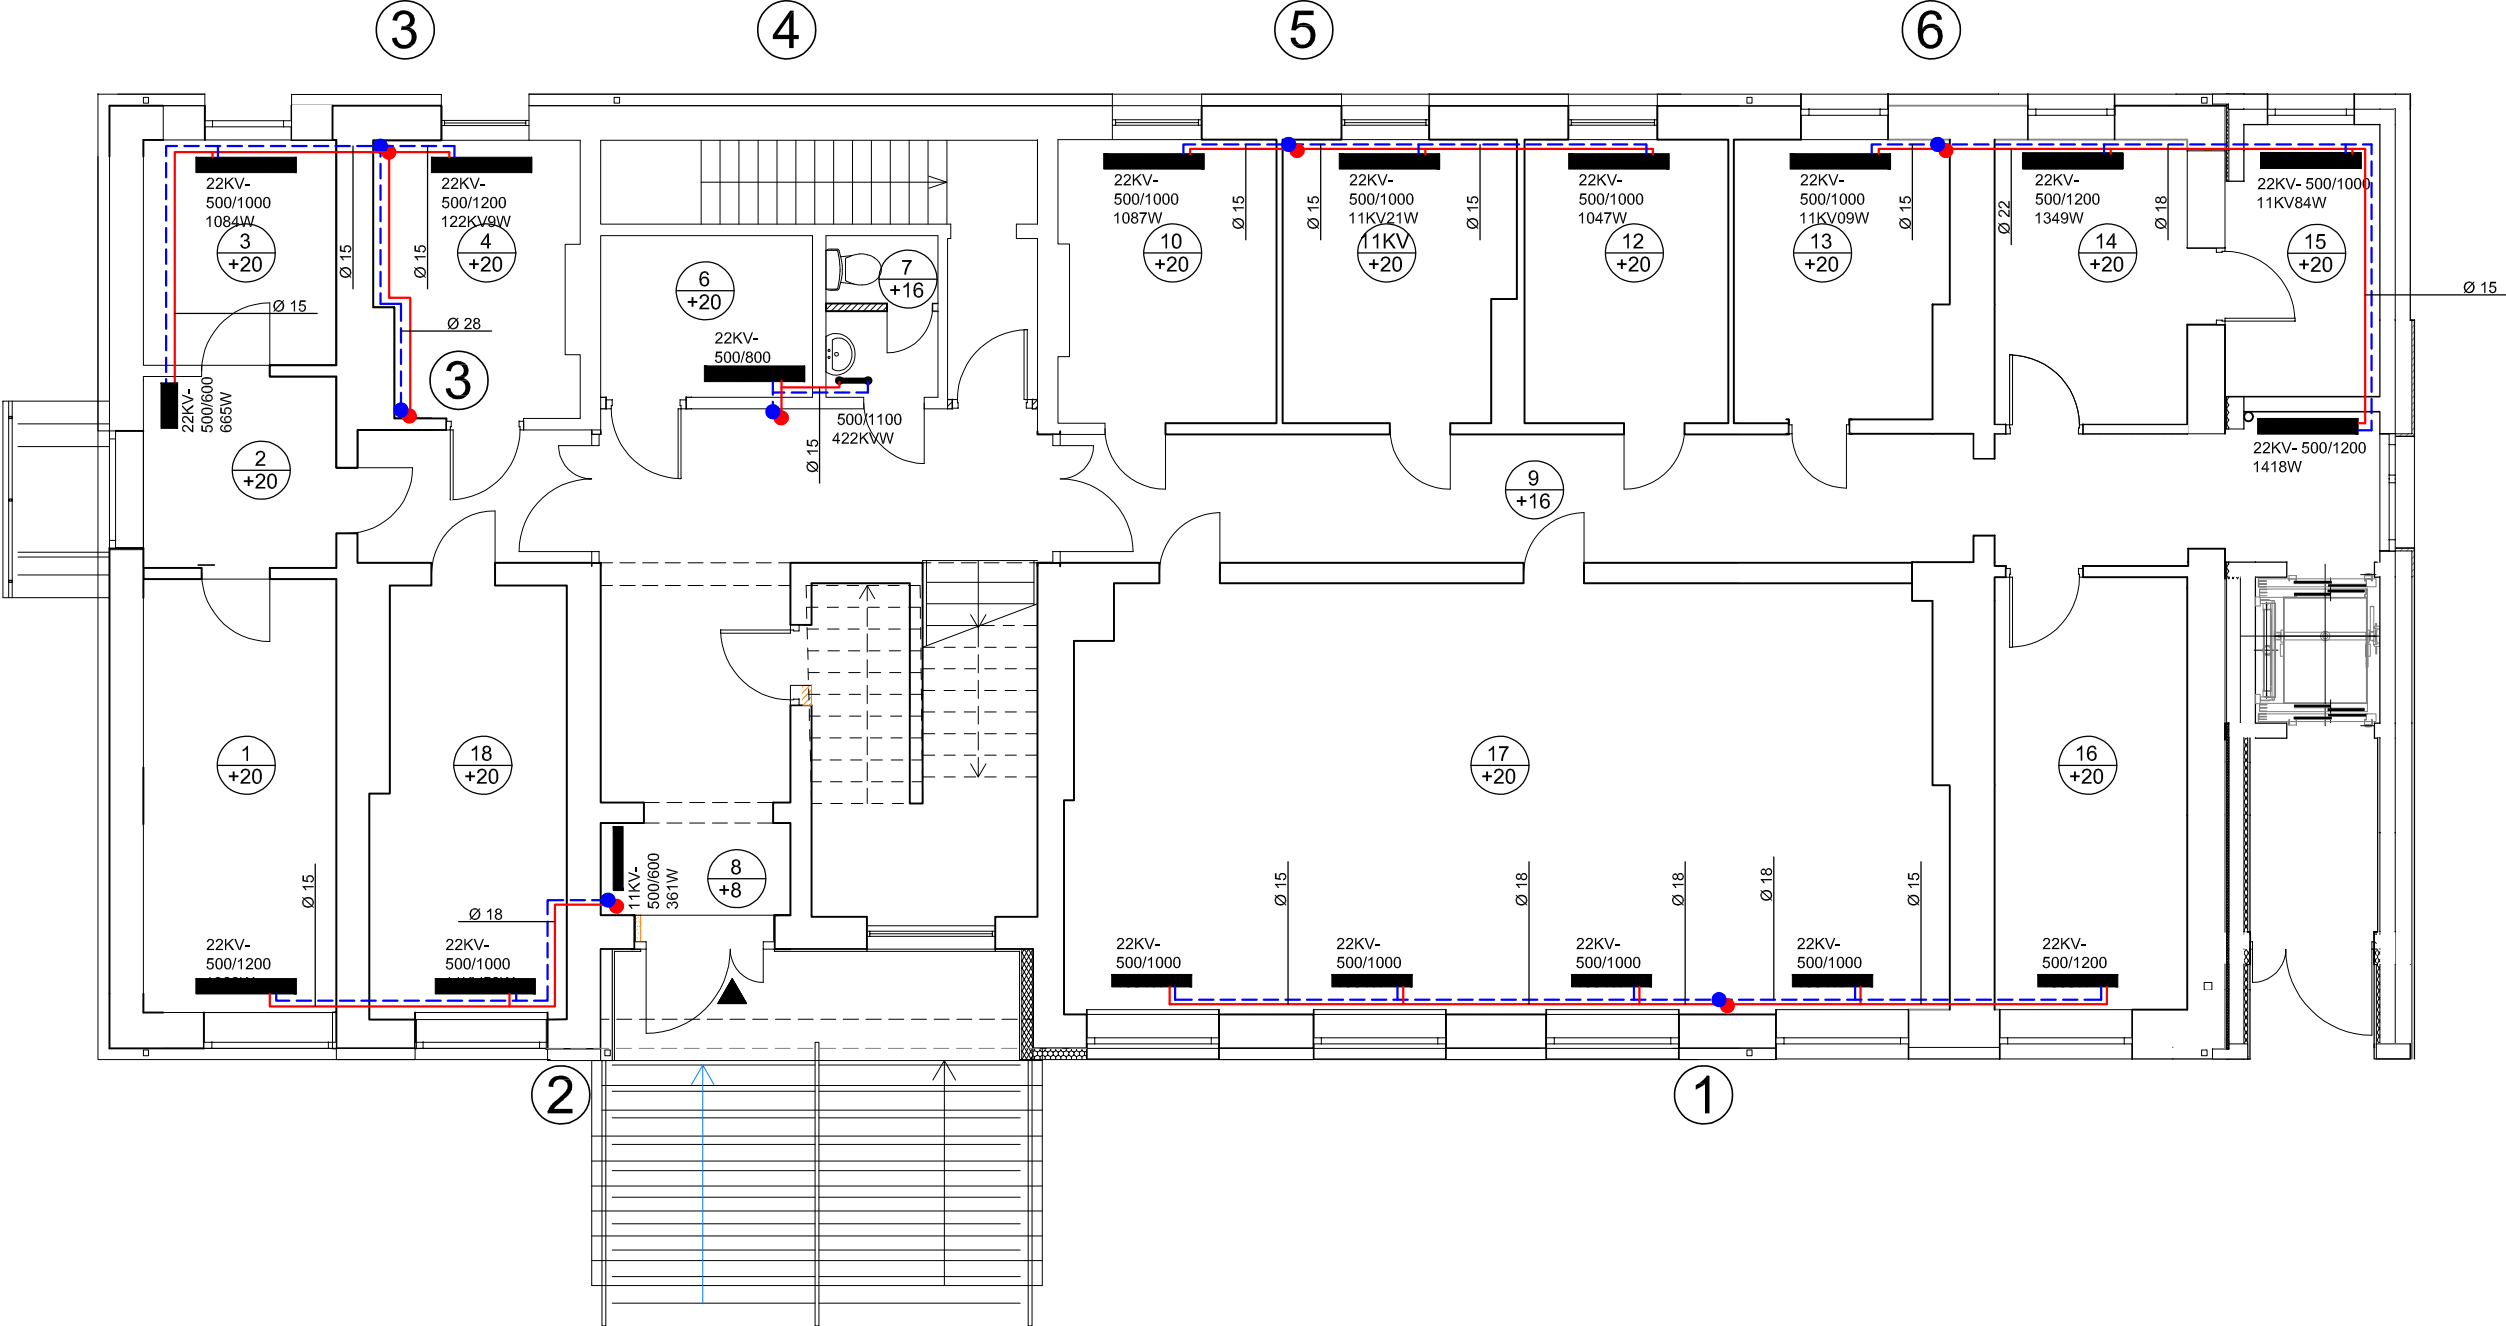 3
4
5
6
22KV-
500/1000
1084W
3
+20
Ø 15
22KV-
500/1200
122KV9W
4
+20
Ø 15
Ø 15
Ø 28
3
22KV-
500/600
665W
2
+20
6
+20
22KV-
500/800
7
+16
500/1100
422KVW
Ø 15
22KV-
500/1000
1087W
10
+20
Ø 15
Ø 15
22KV-
500/1000
11KV21W
11KV
+20
Ø 15
22KV-
500/1000
1047W
12
+20
22KV-
500/1000
11KV09W
13
+20
Ø 15
Ø 22
22KV-
500/1200
1349W
14
+20
Ø 18
22KV- 500/1000
11KV84W
15
+20
Ø 15
22KV- 500/1200
1418W
9
+16
1
+20
18
+20
Ø 15
Ø 18
22KV-
500/1200
22KV-
500/1000
11KV-
500/600
361W
8
+8
17
+20
16
+20
Ø 15
Ø 18
Ø 18
Ø 18
Ø 15
22KV-
500/1000
22KV-
500/1000
22KV-
500/1000
22KV-
500/1000
22KV-
500/1200
2
1